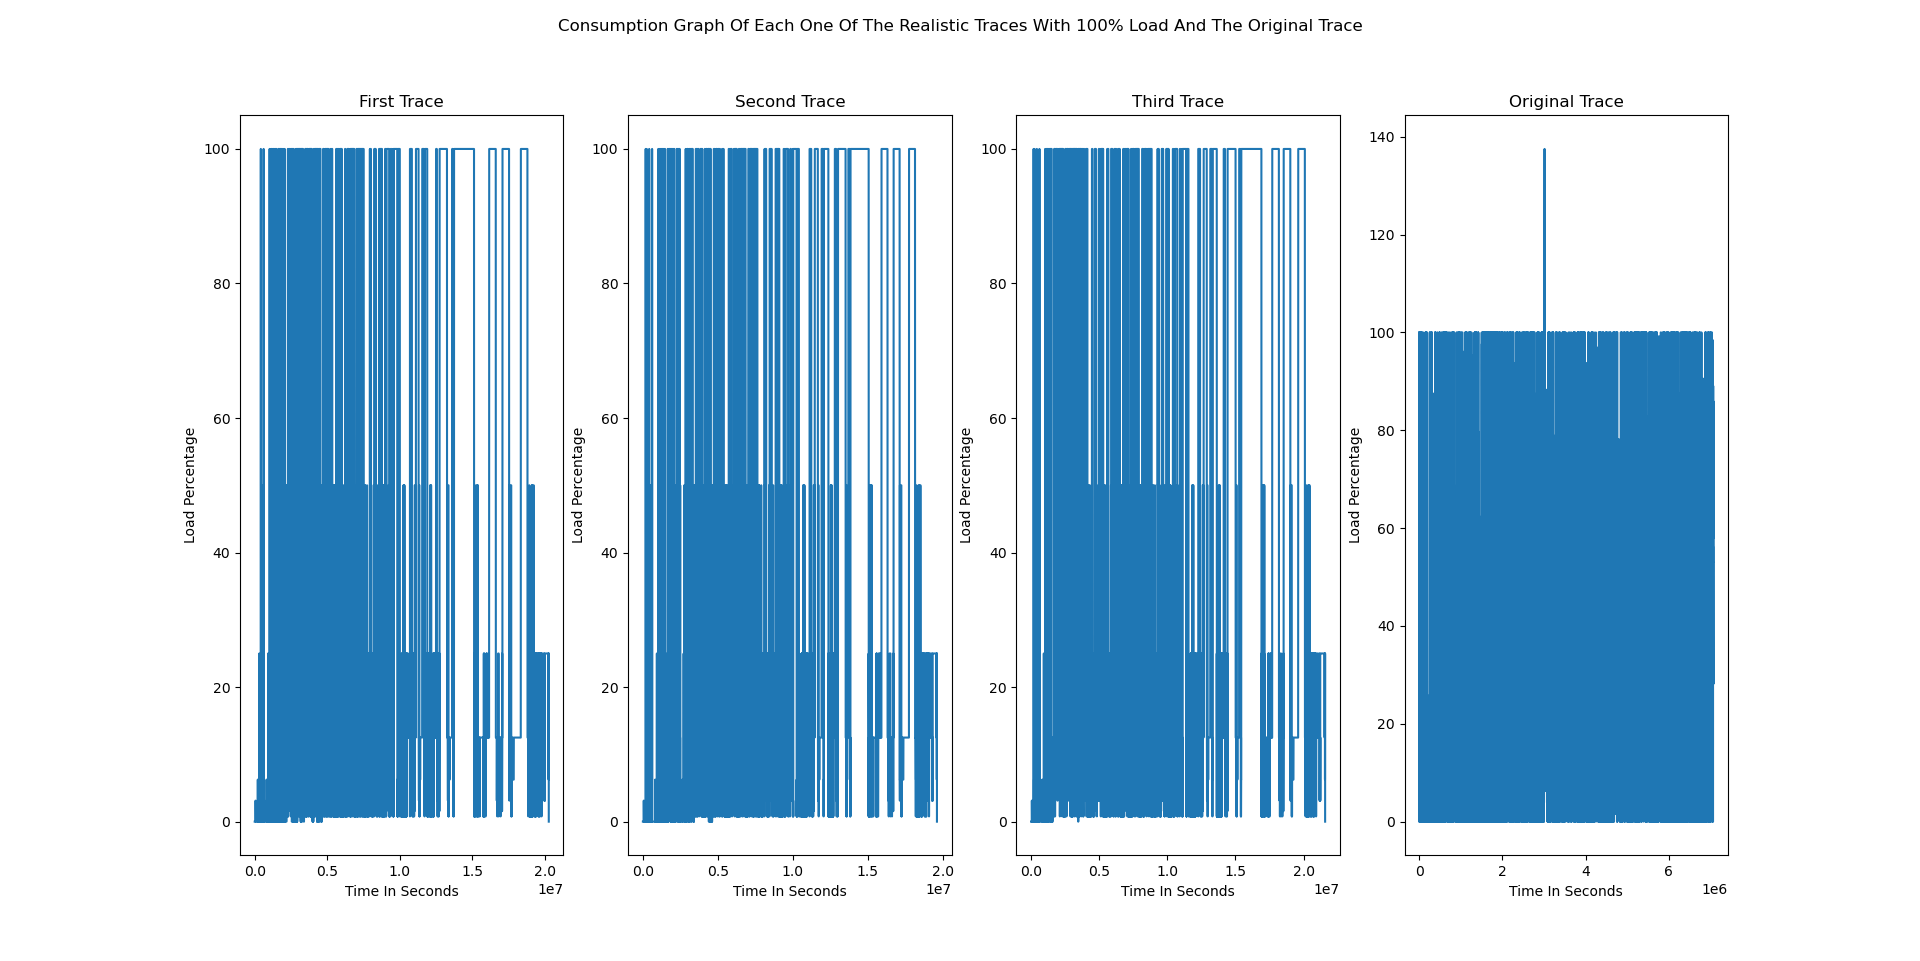 Consumption Graph Of Each One Of The Realistic Traces With 100% Load And The Original Trace
First Trace
Load Percentage
100
80
60
40
20
0
0.0 0.5 1.0 1.5 2.0
1e7
Time In Seconds
Second Trace
Load Percentage
100
80
60
40
20
0
0.0 0.5 1.0 1.5 2.0
1e7
Time In Seconds
Third Trace
Load Percentage
100
80
60
40
20
0
0.0 0.5 1.0 1.5 2.0
1e7
Time In Seconds
Original Trace
Load Percentage
140
120
100
80
60
40
20
0
0 2 4 6
1e6
Time In Seconds